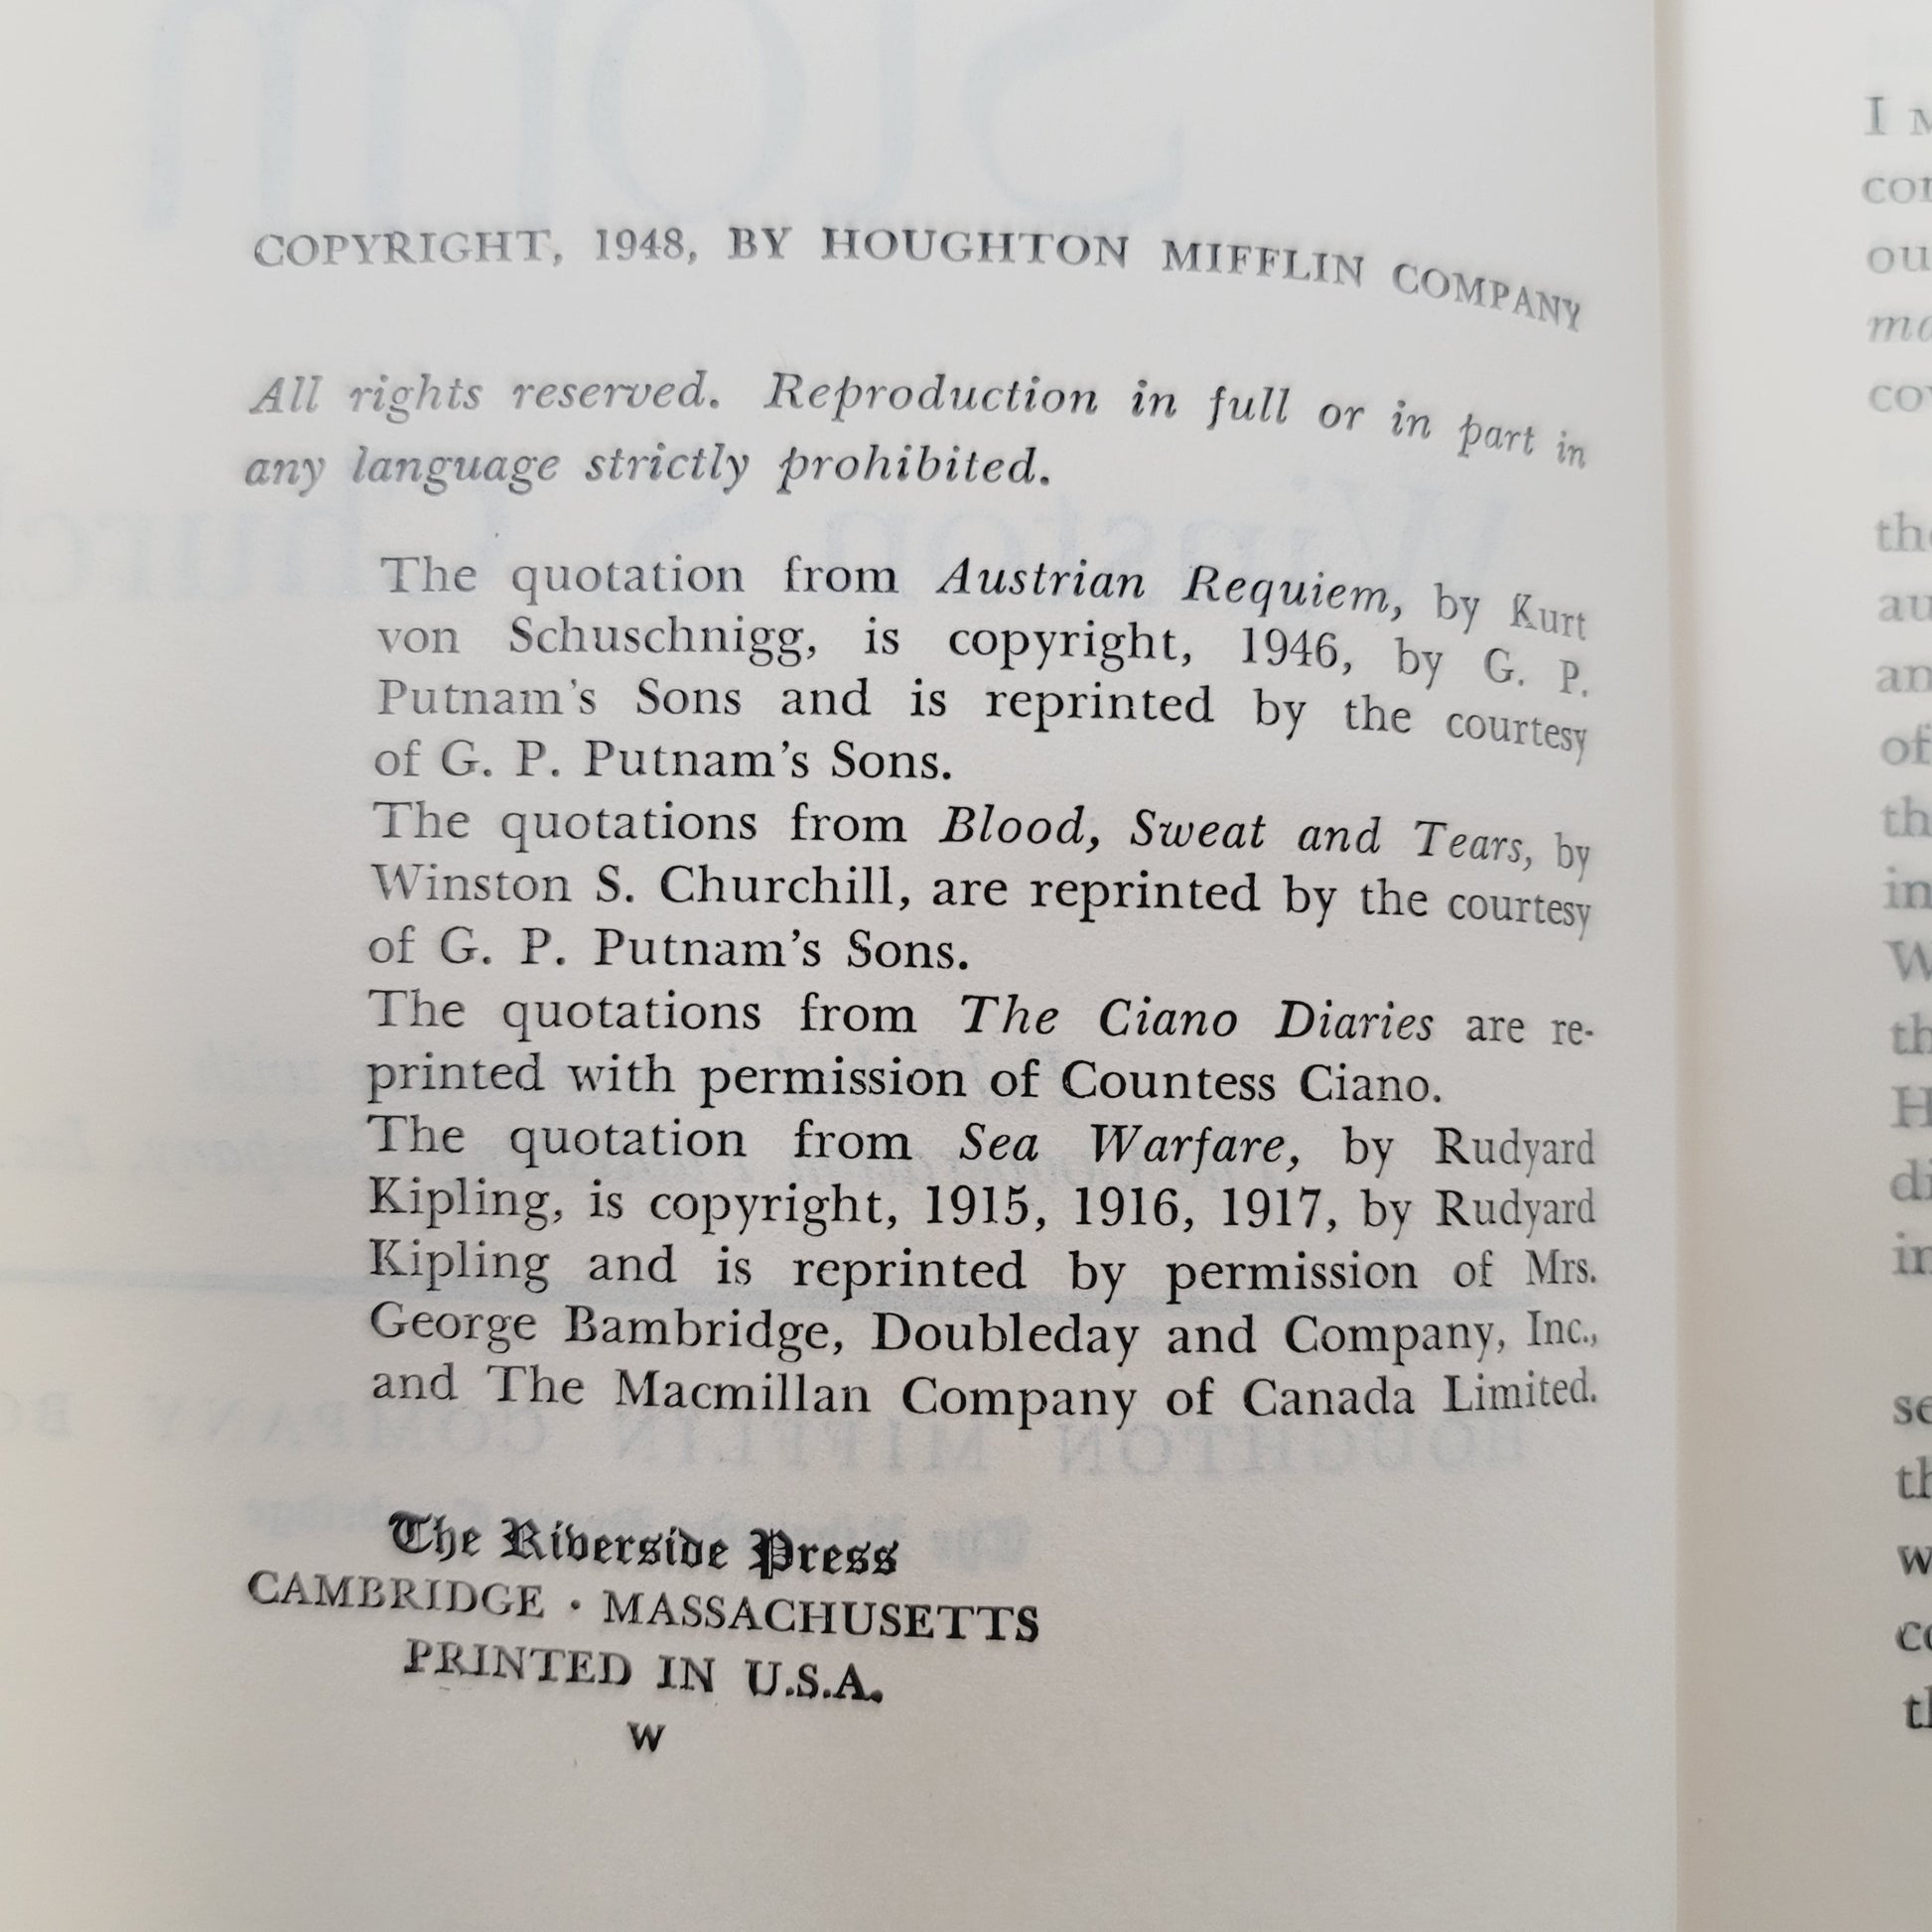 COPYRIGHT, 1948, BY HOUGHTON MIFFLIN COMPANY
All rights reserved. Reproduction in full or in part in
any language strictly prohibited.
The quotation from Austrian Requiem, by Kurt
von Schuschnigg, is copyright, 1946, by G. P.
Putnam's Sons and is reprinted by the courtesy
of G. P. Putnam's Sons.
The quotations from Blood, Sweat and Tears, by
Winston S. Churchill, are reprinted by the courtesy
of G. P. Putnam's Sons.
The quotations from The Ciano Diaries are re-
printed with permission of Countess Ciano.
The quotation from Sea Warfare, by Rudyard
Kipling, is copyright, 1915, 1916, 1917, by Rudyard
Kipling and is reprinted by permission of Mrs.
George Bambridge, Doubleday and Company, Inc.,
and The Macmillan Company of Canada Limited.
The Riverside Press
CAMBRIDGE · MASSACHUSETTS
PRINTED IN U.S.A.
W